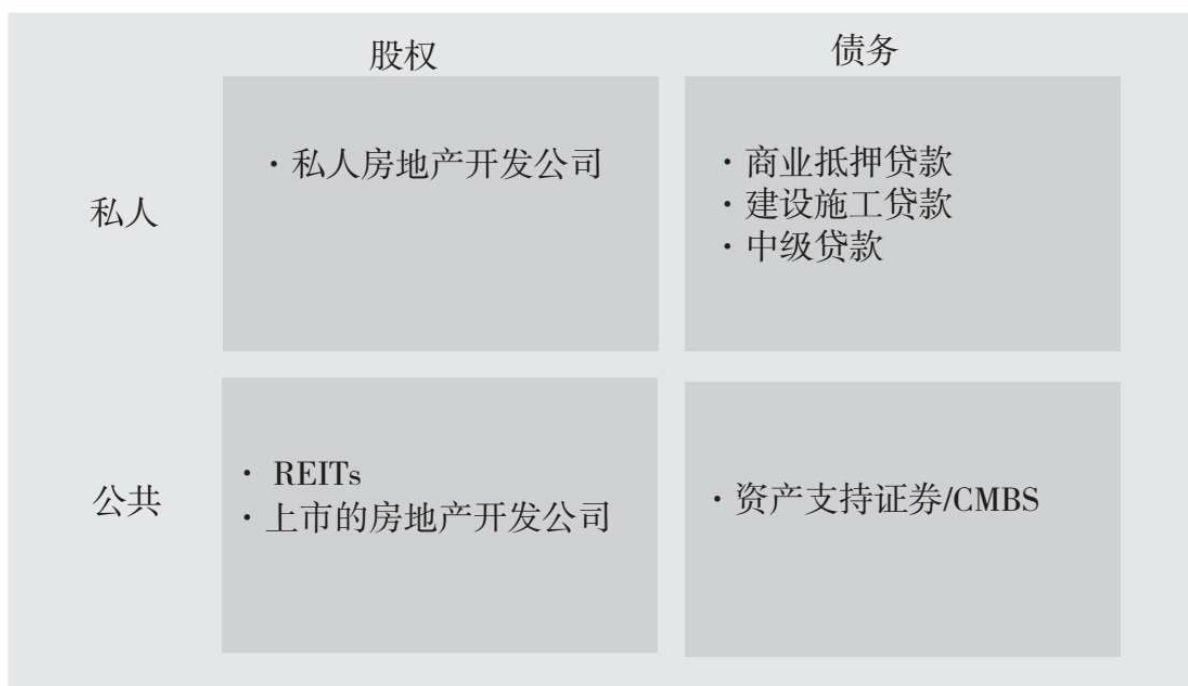 股权
债务
私人
·私人房地产开发公司
·商业抵押贷款
·建设施工贷款
·中级贷款
公共
· REITs
·上市的房地产开发公司
·资产支持证券/CMBS